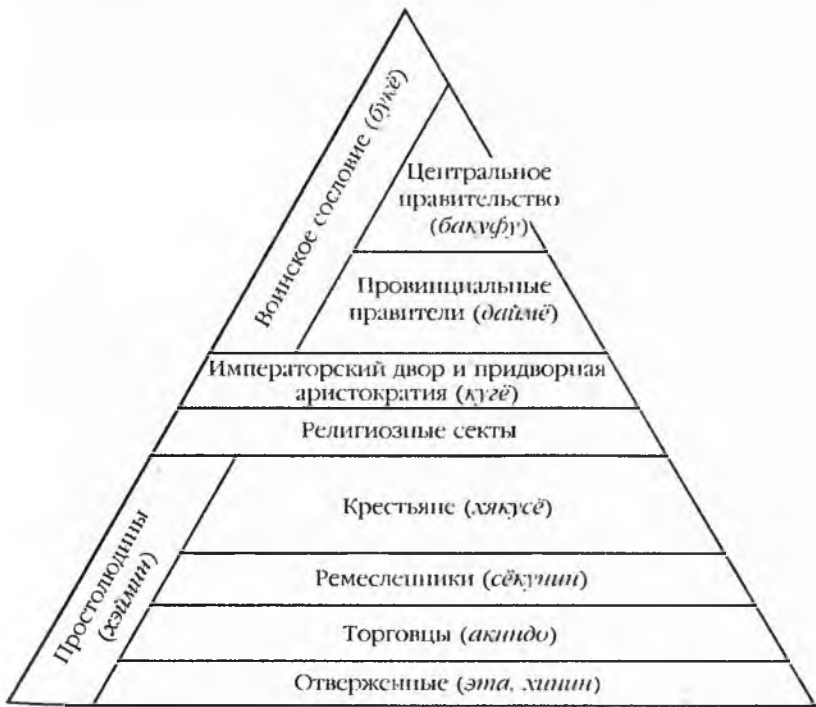 Воинское сословие (букё)
Центральное
правительство
(бакуфу)
Провинциальные
правители (даймё)
Императорский двор и придворная
аристократия (кугё)
Религиозные секты
Простолюдины
(хэймин)
Крестьяне (хякусё)
Ремесленники (сёкунин)
Торговцы (акиндо)
Отверженные (эта, хинин)